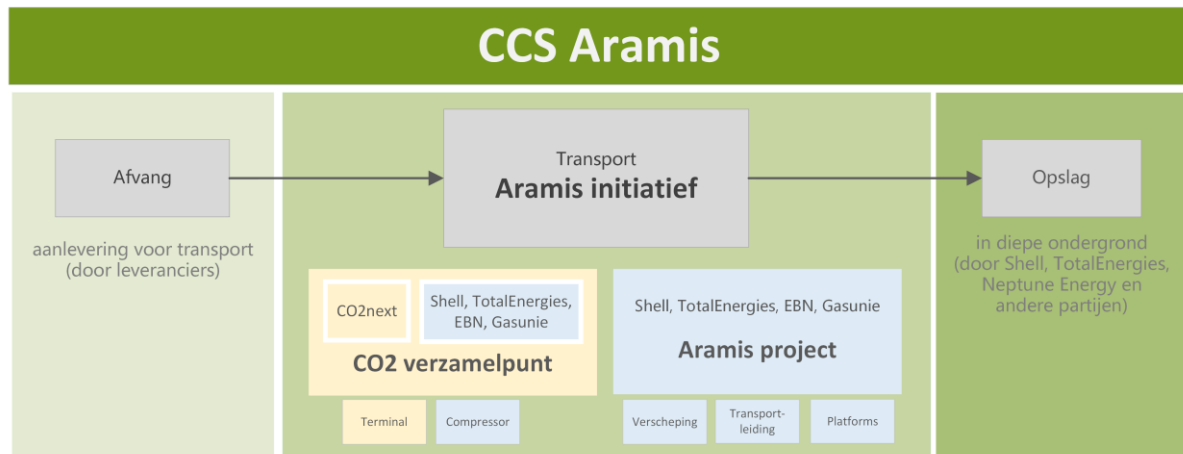 CCS Aramis
Afvang
aanlevering voor transport
(door leveranciers)
Transport
Aramis initiatief
CO2next
Shell, TotalEnergies,
EBN, Gasunie
CO2 verzamelpunt
Terminal
Compressor
Shell, TotalEnergies, EBN, Gasunie
Aramis project
Verscheping
Transport-
leiding
Platforms
Opslag
in diepe ondergrond
(door Shell, TotalEnergies,
Neptune Energy en
andere partijen)